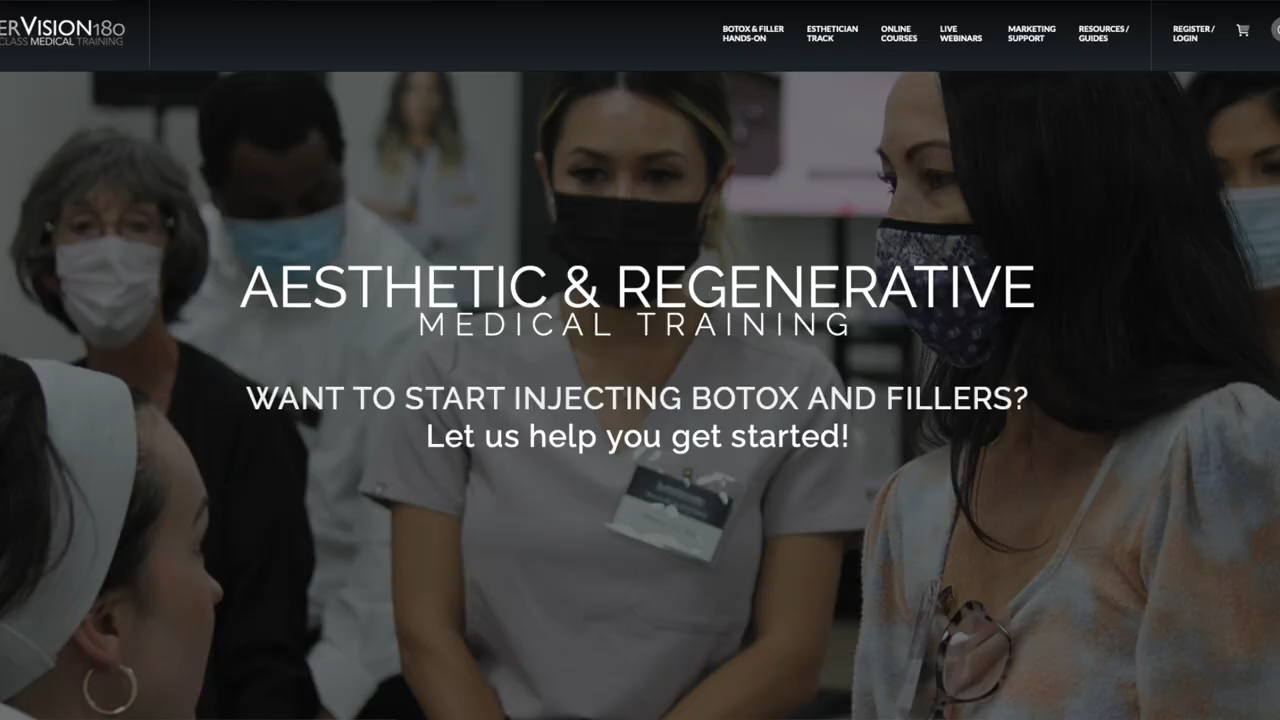 ERVISION180
CLASS MEDICAL TRAINING
BOTOX & FILLER
HANDS-ON
ESTHETICIAN
TRACK
ONLINE
COURSES
LIVE
WEBINARS
MARKETING
SUPPORT
RESOURCES /
GUIDES
REGISTER /
LOGIN
AESTHETIC & REGENERATIVE
MEDICAL TRAINING
WANT TO START INJECTING BOTOX AND FILLERS?
Let us help you get started!